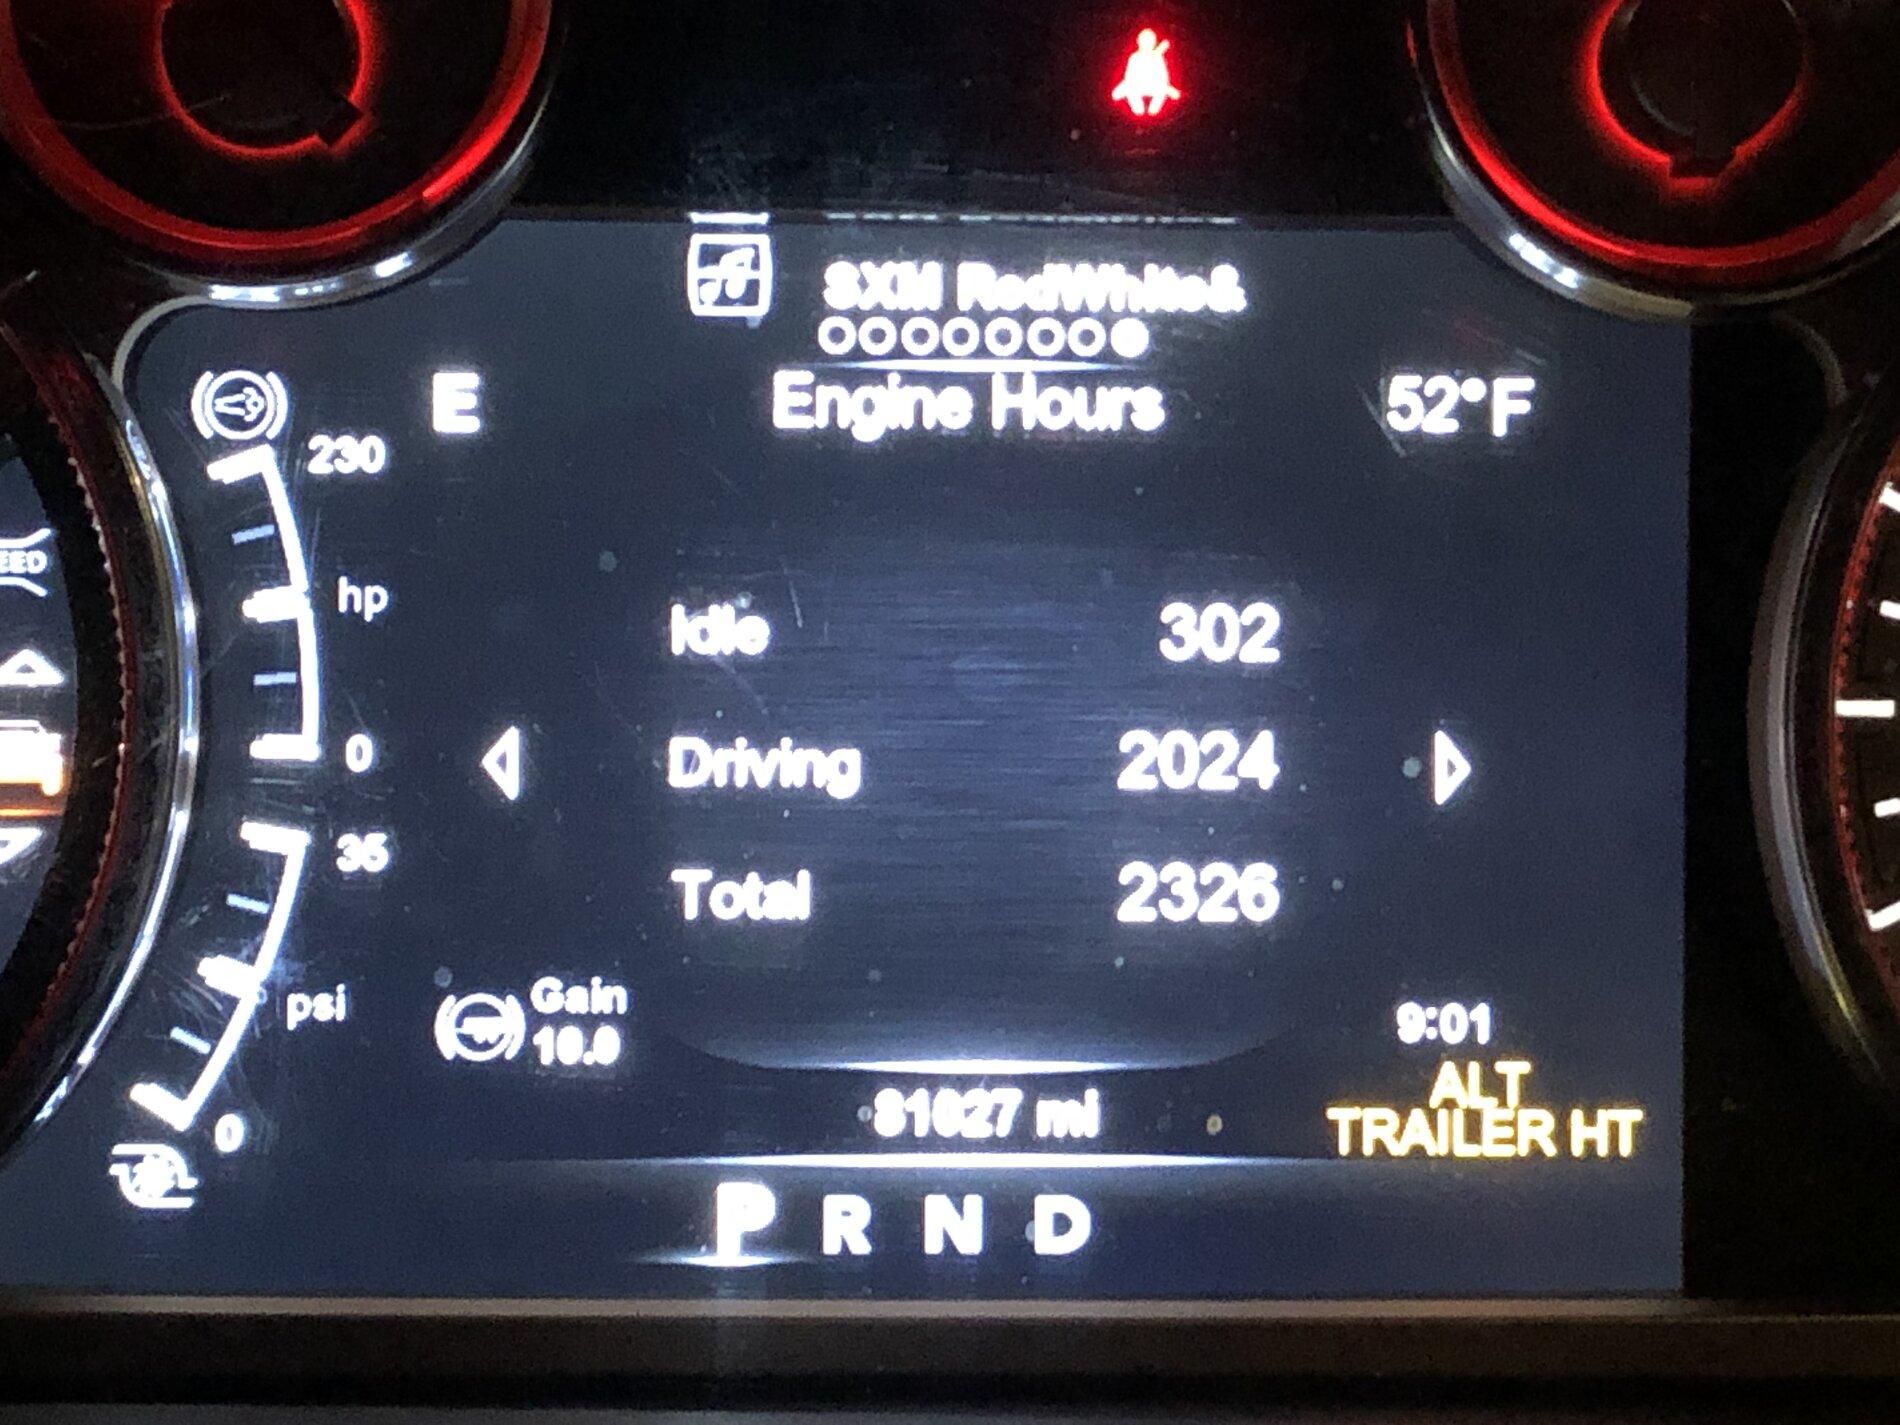 SXM RedWhite&
E
Engine Hours
52°F
230
hp
0
Idle 302
Driving 2024
Total 2326
35
psi
0
Gain
10.0
9:01
81027 mi
ALT
TRAILER HT
P R N D
EED